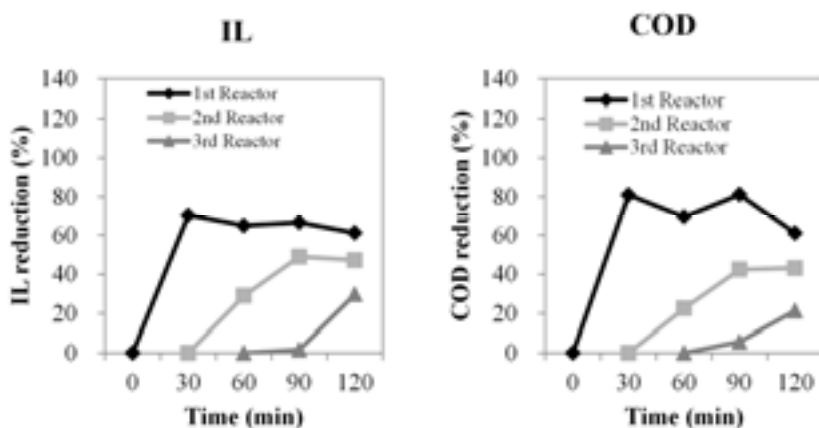 IL
140
120
100
80
60
40
20
0
IL reduction (%)
1st Reactor
2nd Reactor
3rd Reactor
0 30 60 90 120
Time (min)
COD
140
120
100
80
60
40
20
0
COD reduction (%)
1st Reactor
2nd Reactor
3rd Reactor
0 30 60 90 120
Time (min)